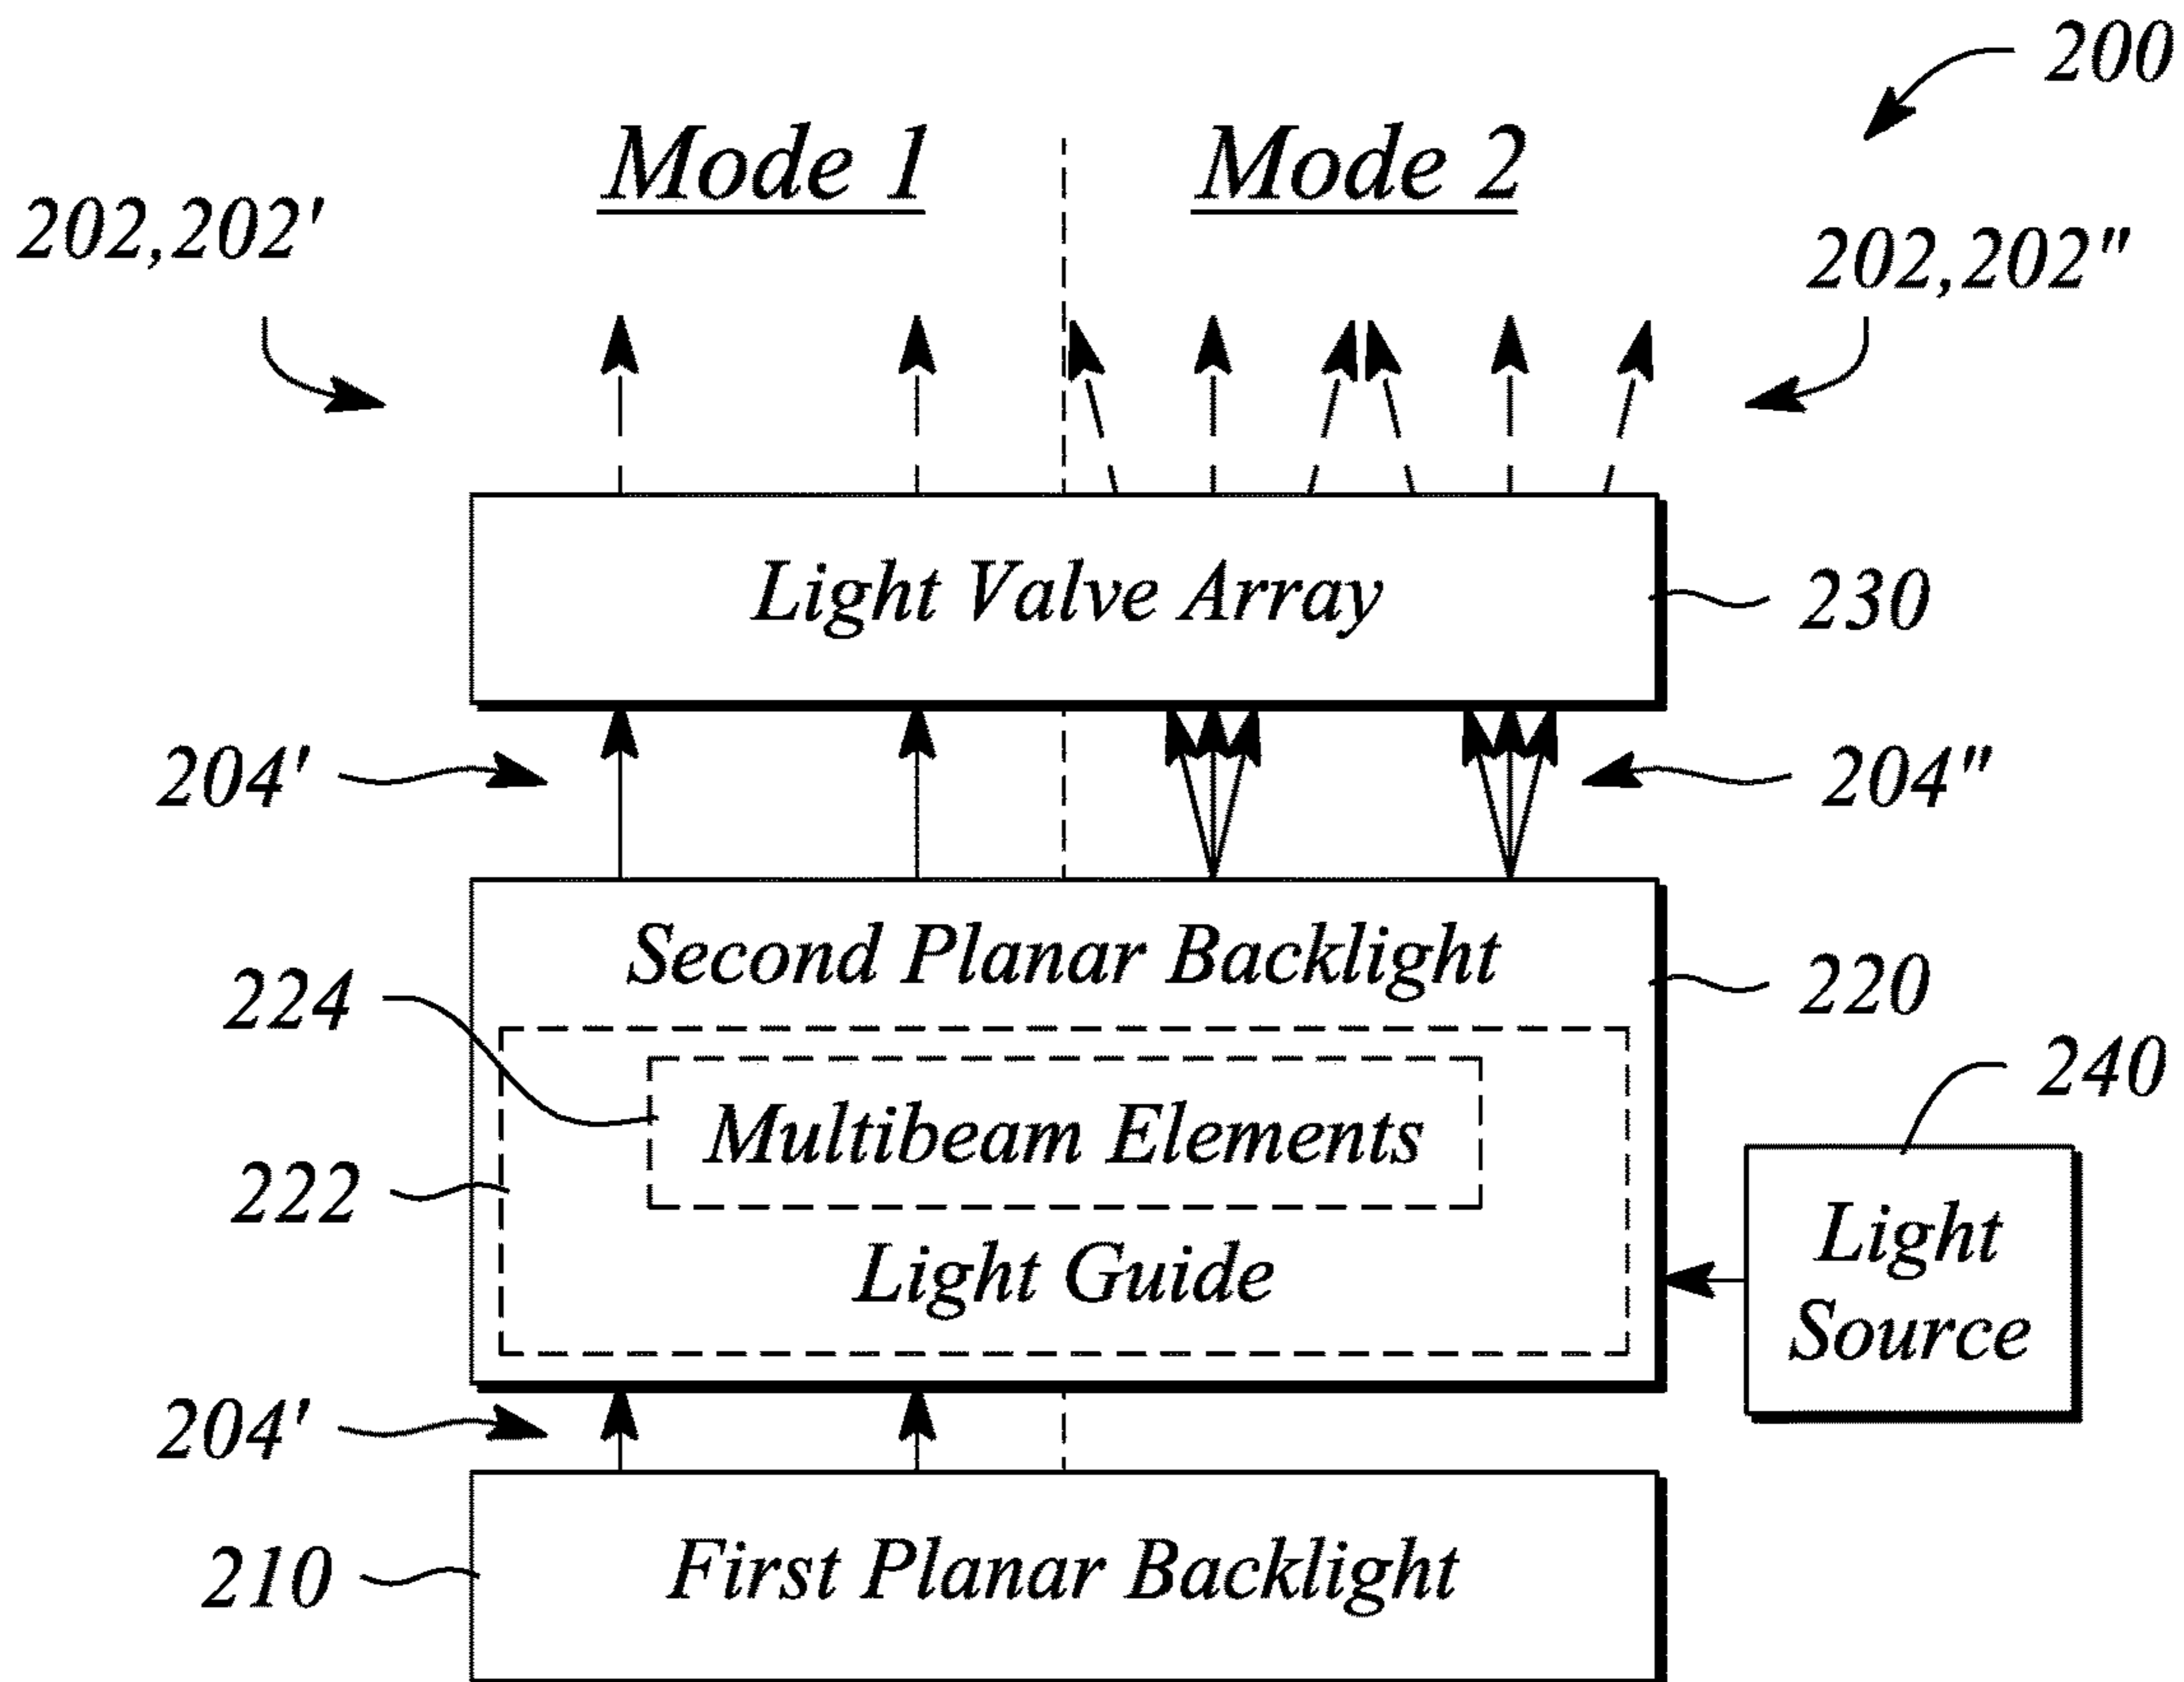 200
Mode 1
Mode 2
202,202'
202,202"
Light Valve Array
230
204'
204"
Second Planar Backlight
224
220
Multibeam Elements
240
222
Light Guide
Light
Source
204'
210
First Planar Backlight